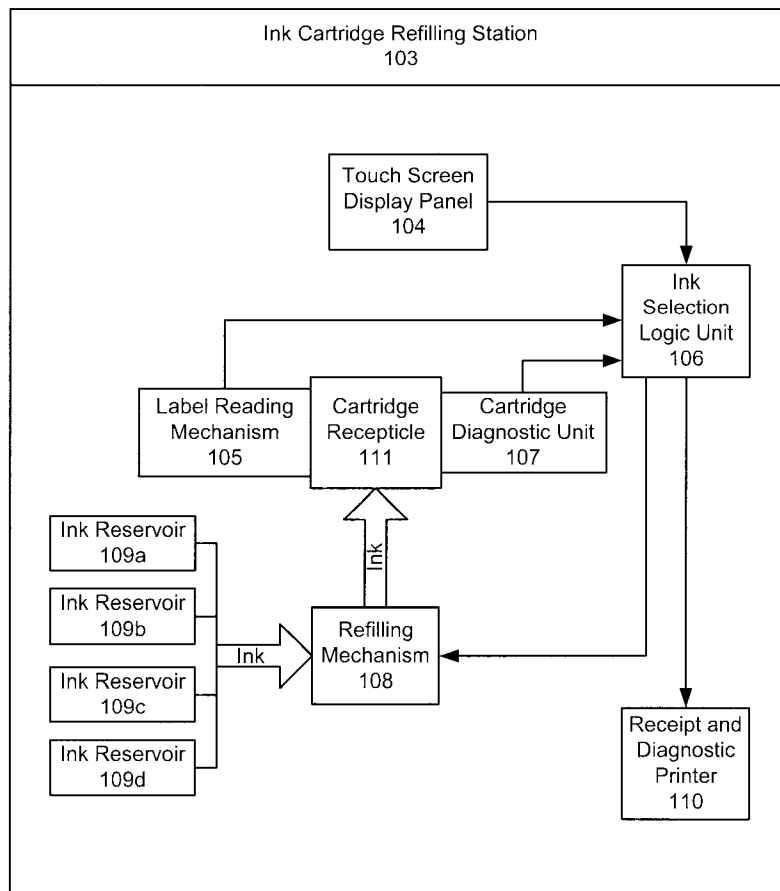 Ink Cartridge Refilling Station
103
Touch Screen
Display Panel
104
Ink
Selection
Logic Unit
106
Label Reading
Mechanism
105
Cartridge
Recepticle
111
Cartridge
Diagnostic Unit
107
Ink Reservoir
109a
Ink Reservoir
109b
Ink Reservoir
109c
Ink Reservoir
109d
Ink
Ink
Refilling
Mechanism
108
Receipt and
Diagnostic
Printer
110